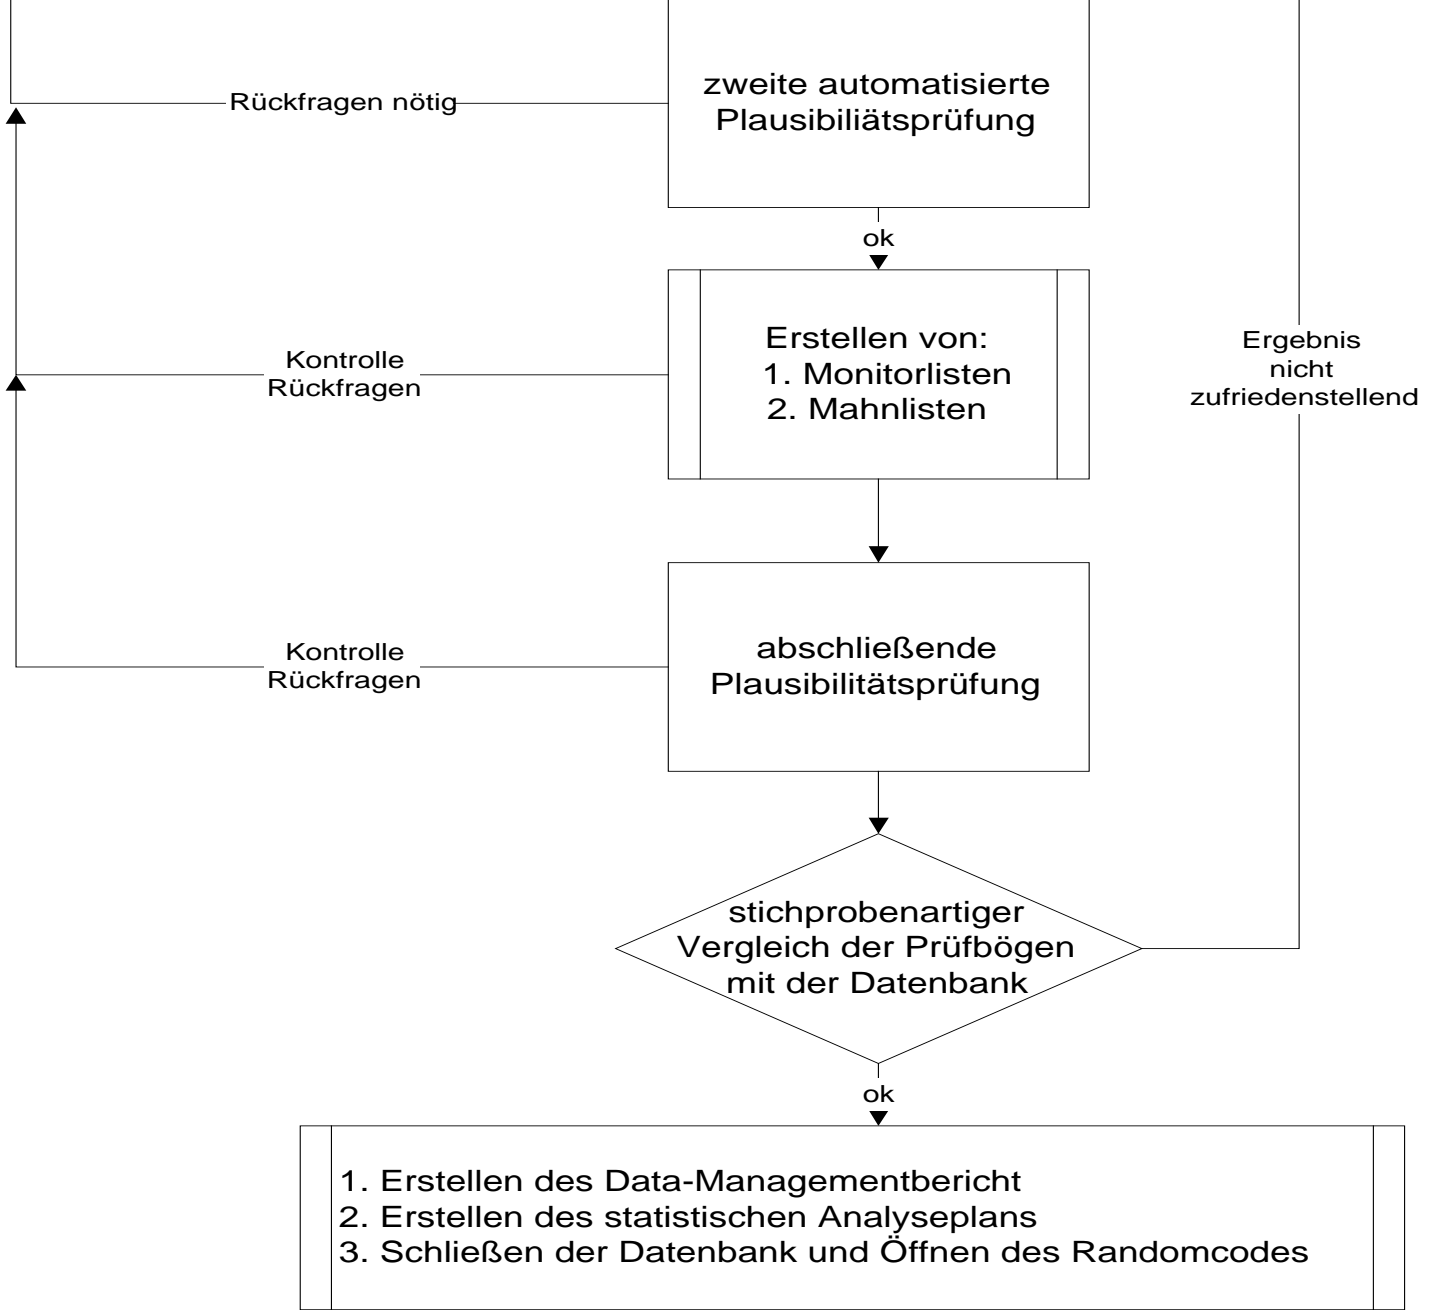 zweite automatisierte
Plausibiliätsprüfung
Rückfragen nötig
ok
Erstellen von:
1. Monitorlisten
2. Mahnlisten
Kontrolle
Rückfragen
Ergebnis
nicht
zufriedenstellend
abschließende
Plausibilitätsprüfung
Kontrolle
Rückfragen
stichprobenartiger
Vergleich der Prüfbögen
mit der Datenbank
ok
1. Erstellen des Data-Managementbericht
2. Erstellen des statistischen Analyseplans
3. Schließen der Datenbank und Öffnen des Randomcodes